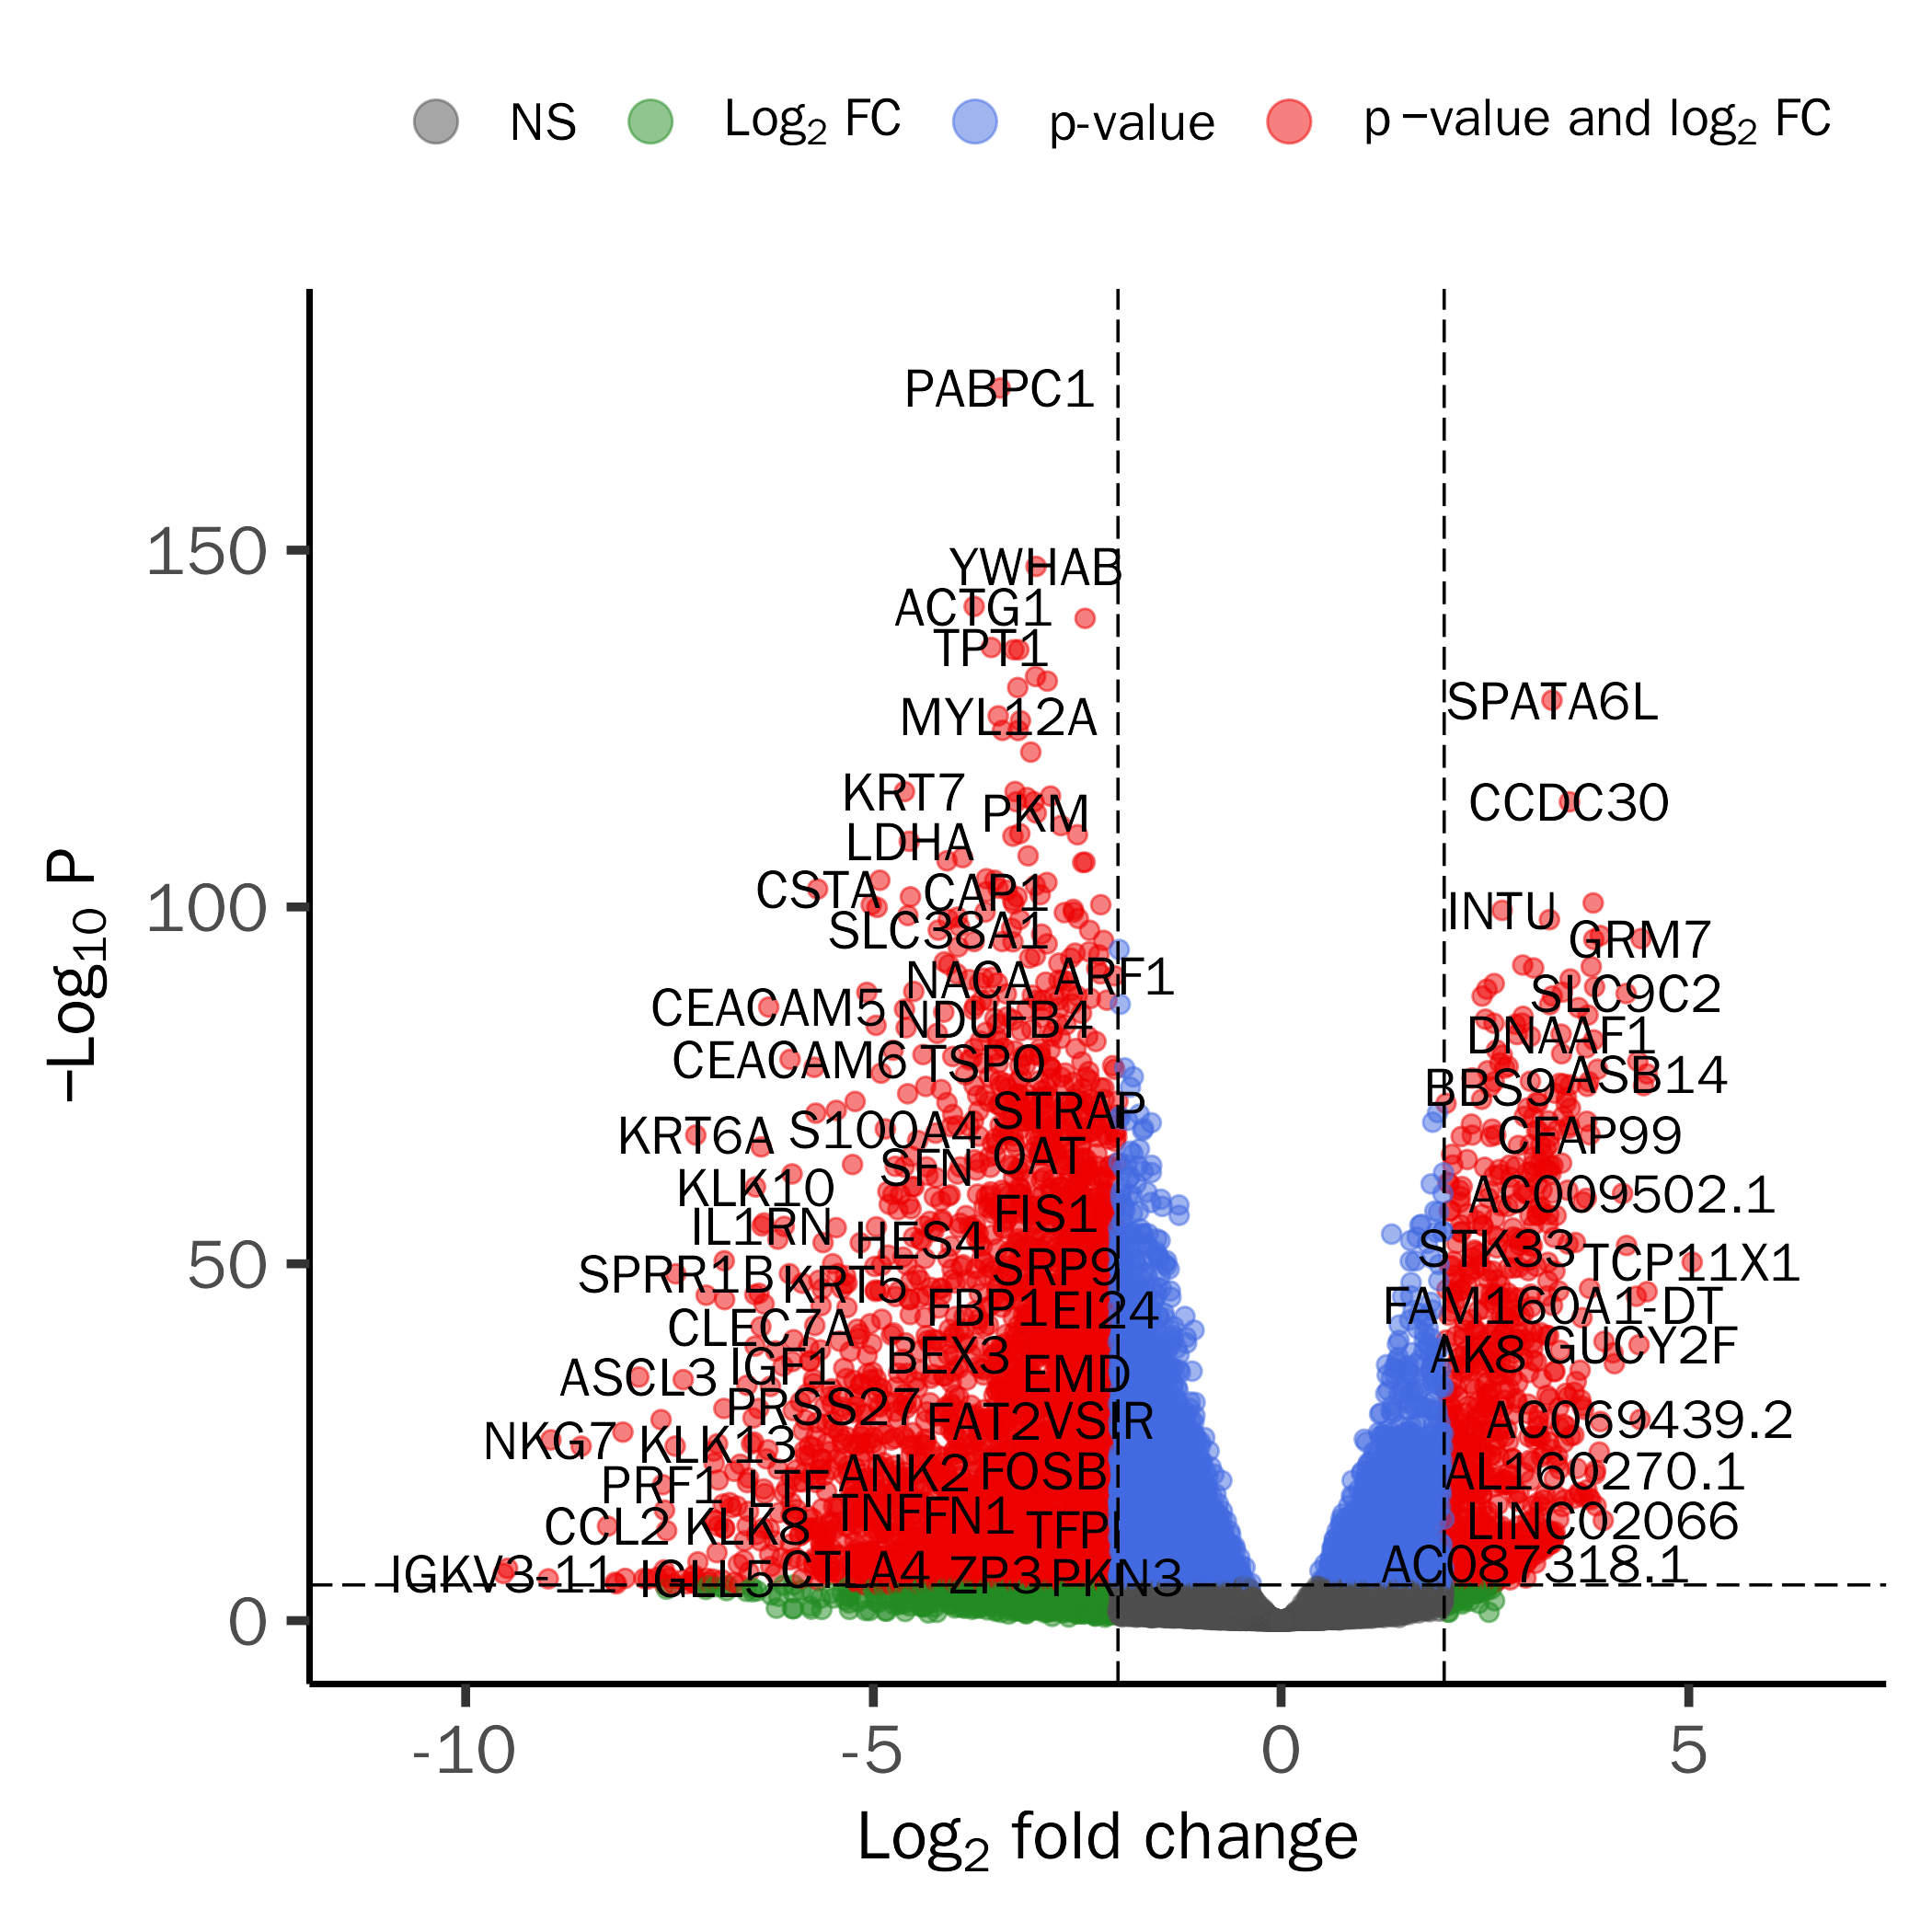 NS Log2 FC p-value p −value and log2 FC
PABPC1
150
YWHAB
ACTG1
TPT1
SPATA6L
MYL12A
KRT7
PKM
CCDC30
LDHA
CSTA CAP1
100
INTU
SLC38A1
GRM7
NACA ARF1
SLC9C2
CEACAM5
NDUFB4
DNAAF1
CEACAM6 TSPO
ASB14
BBS9
STRAP
S100A4
KRT6A
CFAP99
OAT
SFN
KLK10
AC009502.1
FIS1
IL1RN
HES4
STK33
TCP11X1
50
SRP9
SPRR1B
KRT5
FBP1 EI24
FAM160A1-DT
CLEC7A
GUCY2F
BEX3
AK8
IGF1
EMD
ASCL3
PRSS27
FAT2 VSIR
AC069439.2
NKG7
KLK13
ANK2 FOSB
AL160270.1
PRF1
LTF
TNF FN1
LINC02066
CCL2 KLK8
TFPI
AC087318.1
IGKV3-11
IGLL5
CTLA4 ZP3
PKN3
0
−Log10 P
-10 -5 0 5
Log2 fold change